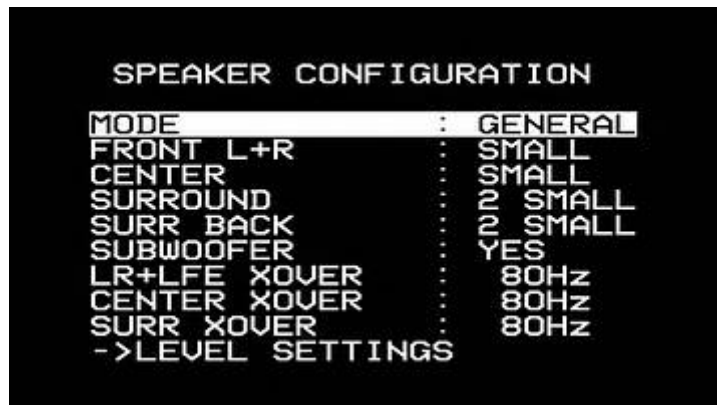 SPEAKER CONFIGURATION
MODE : GENERAL
FRONT L+R : SMALL
CENTER : SMALL
SURROUND : 2 SMALL
SURR BACK : 2 SMALL
SUBWOOFER : YES
LR+LFE XOVER : 80Hz
CENTER XOVER : 80Hz
SURR XOVER : 80Hz
->LEVEL SETTINGS